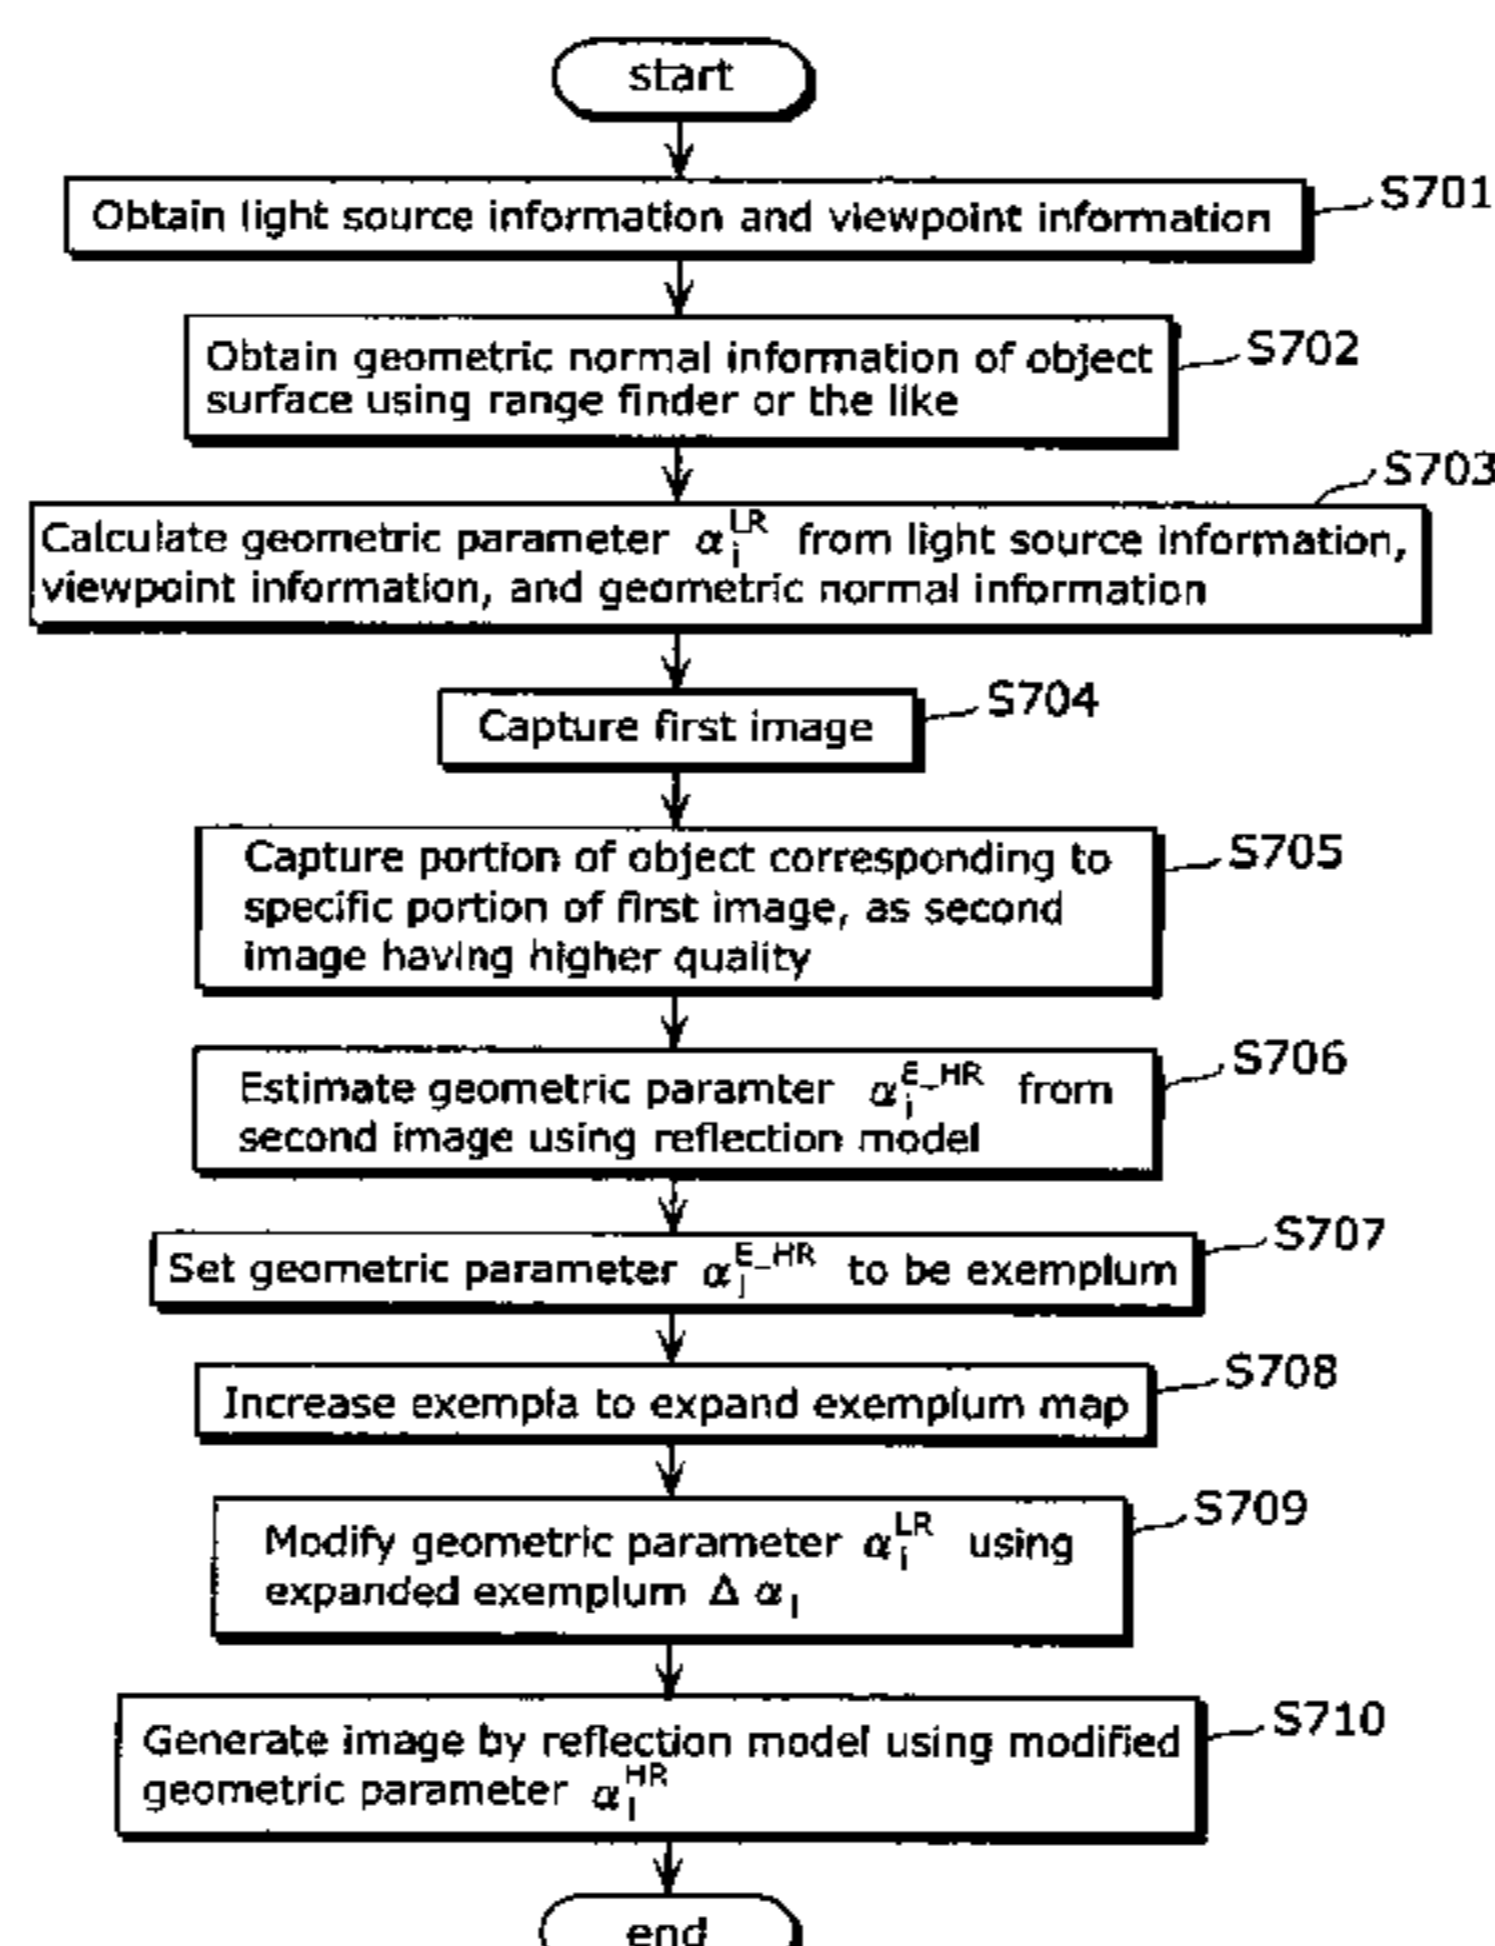 start
Obtain light source information and viewpoint information
S701
Obtain geometric normal information of object
surface using range finder or the like
S702
S703
Calculate geometric parameter α_i^LR from light source information,
viewpoint information, and geometric normal information
Capture first image
S704
Capture portion of object corresponding to
specific portion of first image, as second
image having higher quality
S705
Estimate geometric paramter α_i^E_HR from
second image using reflection model
S706
Set geometric parameter α_i^E_HR to be exemplum
S707
Increase exempla to expand exemplum map
S708
Modify geometric parameter α_i^LR using
expanded exemplum Δ α_i
S709
Generate image by reflection model using modified
geometric parameter α_i^HR
S710
end